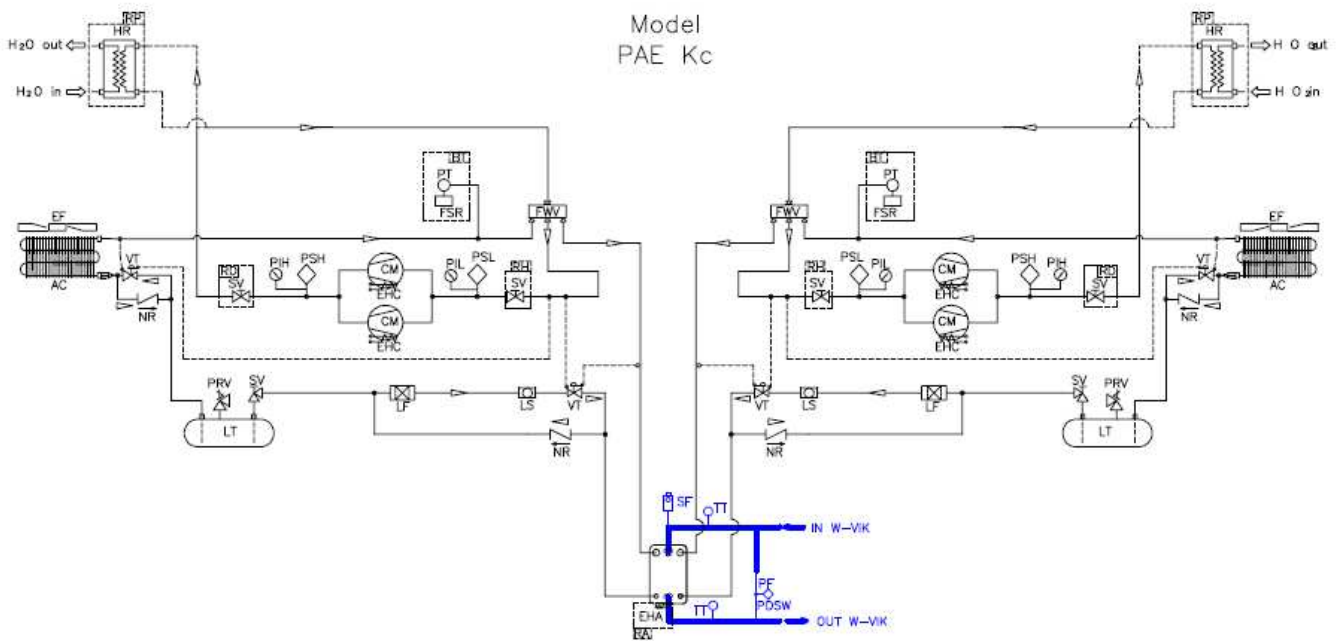 Model
PAE Kc
RP
HR
H₂O out
H₂O in
RP
HR
H O out
H O₂in
BT
PT
FSR
FWV
BT
PT
FSR
FWV
EF
AC
VT
NR
RD
SV
PIH
PSH
CM
EHC
CM
EHC
PIL
PSL
RH
SV
RH
SV
PSL
PIL
CM
EHC
CM
EHC
PSH
PIH
RD
SV
EF
VT
AC
NR
PRV
SV
LT
LF
LS
VT
NR
VT
LS
LF
NR
SV
PRV
LT
SF
TT
IN W-VIK
PF
PDSW
EHA
RA
TT
OUT W-VIK